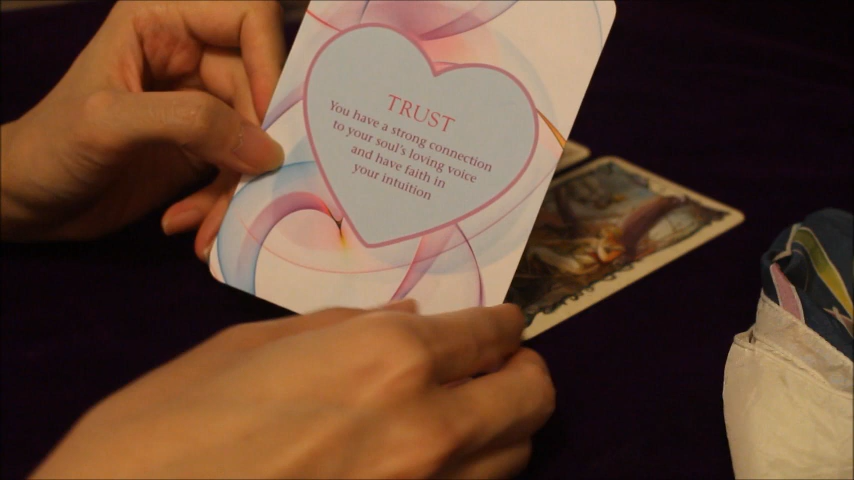 TRUST
You have a strong connection
to your soul's loving voice
and have faith in
your intuition